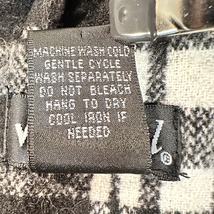 MACHINE WASH COLD
GENTLE CYCLE
WASH SEPARATELY
DO NOT BLEACH
HANG TO DRY
COOL IRON IF
NEEDED
®